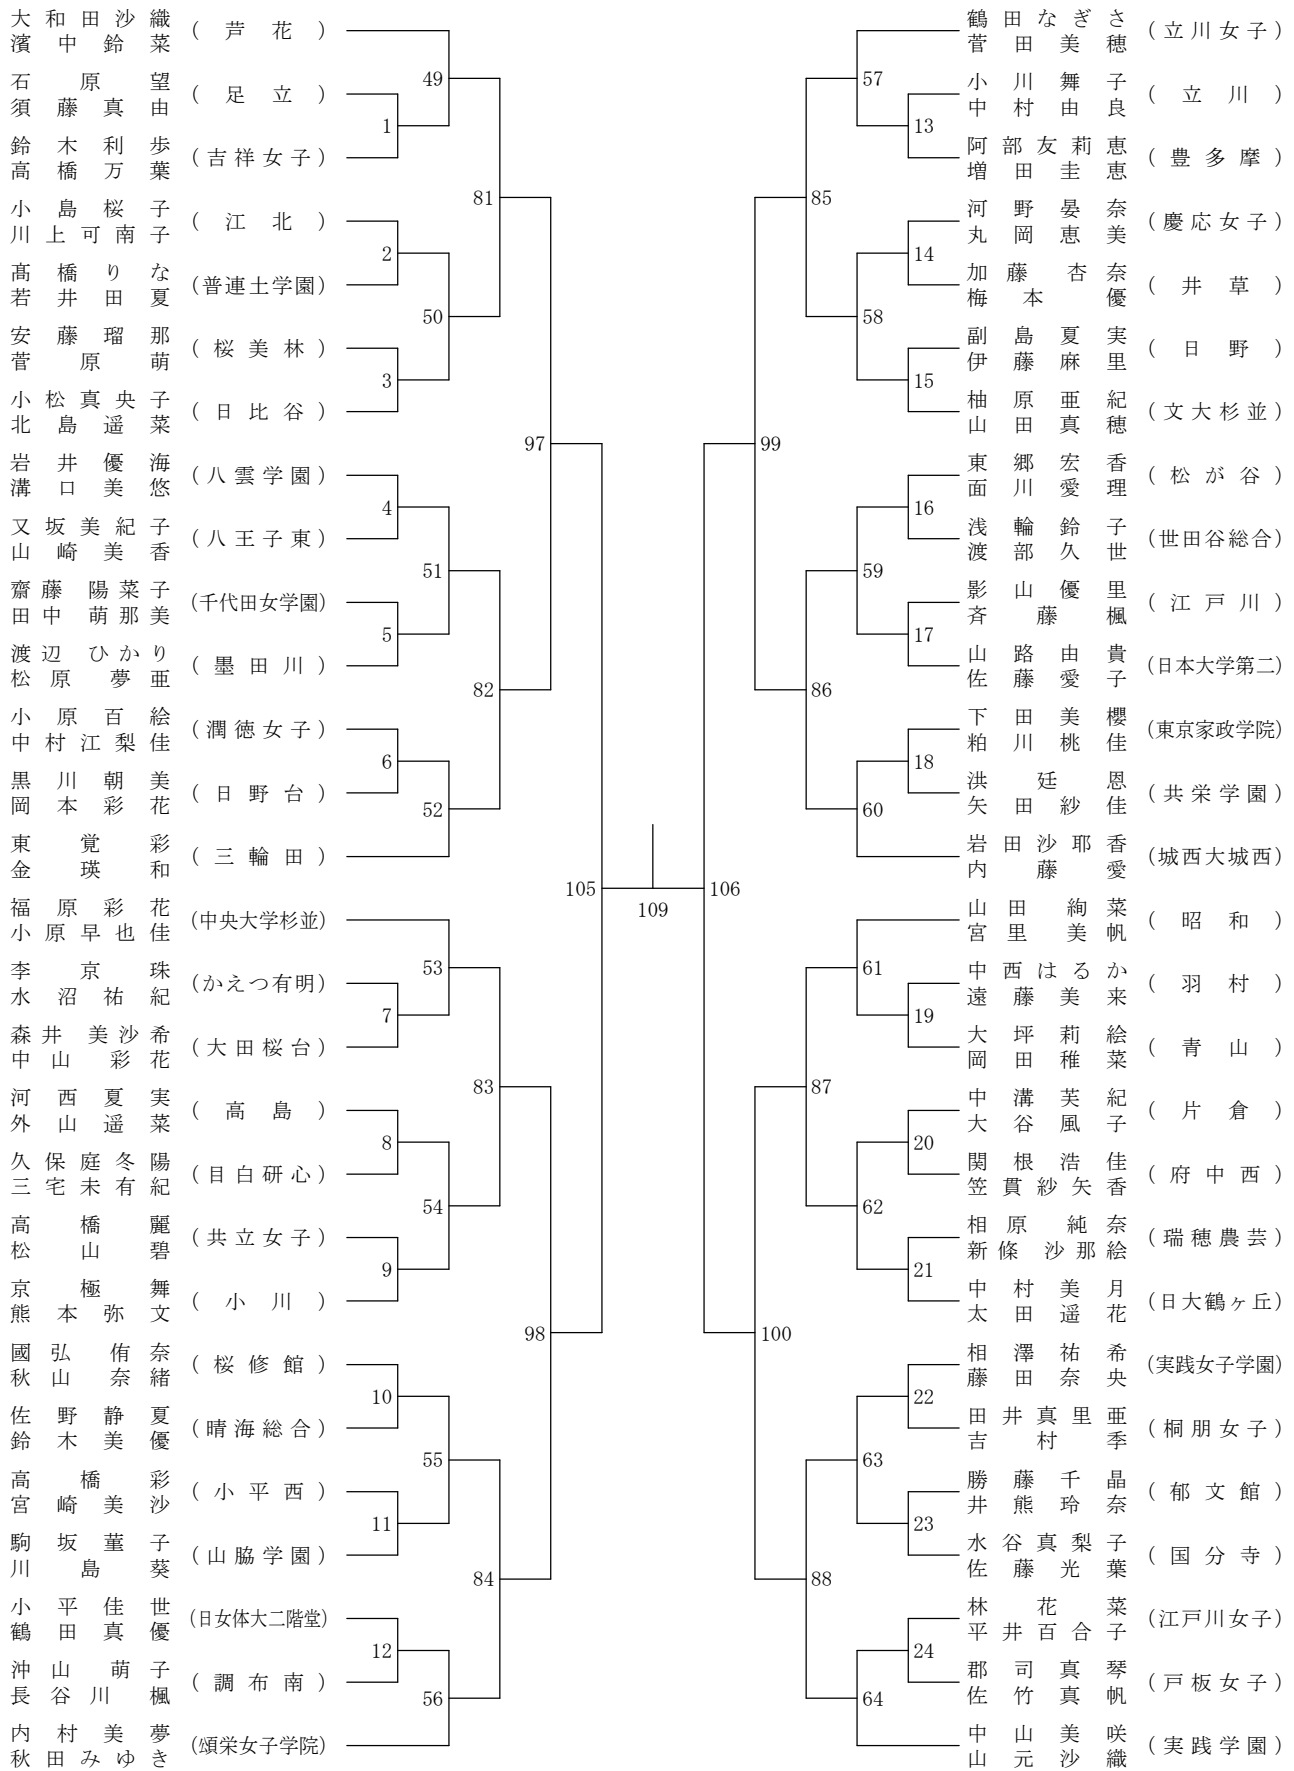 大和田沙織
濱中鈴菜
(芦花)
石原望
須藤真由
(足立)
鈴木利歩
高橋万葉
(吉祥女子)
小島桜子
川上可南子
(江北)
髙橋りな
若井田夏
(普連土学園)
安藤瑠那
菅原萌
(桜美林)
小松真央子
北島遥菜
(日比谷)
岩井優海
溝口美悠
(八雲学園)
又坂美紀子
山崎美香
(八王子東)
齋藤陽菜子
田中萌那美
(千代田女学園)
渡辺ひかり
松原夢亜
(墨田川)
小原百絵
中村江梨佳
(潤徳女子)
黒川朝美
岡本彩花
(日野台)
東覚彩
金瑛和
(三輪田)
福原彩花
小原早也佳
(中央大学杉並)
李京珠
水沼祐紀
(かえつ有明)
森井美沙希
中山彩花
(大田桜台)
河西夏実
外山遥菜
(高島)
久保庭冬陽
三宅未有紀
(目白研心)
高橋麗
松山碧
(共立女子)
京極舞
熊本弥文
(小川)
國弘侑奈
秋山奈緒
(桜修館)
佐野静夏
鈴木美優
(晴海総合)
高橋彩
宮崎美沙
(小平西)
駒坂菫子
川島葵
(山脇学園)
小平佳世
鶴田真優
(日女体大二階堂)
沖山萌子
長谷川楓
(調布南)
内村美夢
秋田みゆき
(頌栄女子学院)
1
2
3
4
5
6
7
8
9
10
11
12
49
50
51
52
53
54
55
56
81
82
83
84
97
98
105
109
106
99
100
85
86
87
88
57
58
59
60
61
62
63
64
13
14
15
16
17
18
19
20
21
22
23
24
鶴田なぎさ
菅田美穂
(立川女子)
小川舞子
中村由良
(立川)
阿部友莉恵
増田圭恵
(豊多摩)
河野晏奈
丸岡恵美
(慶応女子)
加藤杏奈
梅本優
(井草)
副島夏実
伊藤麻里
(日野)
柚原亜紀
山田真穂
(文大杉並)
東郷宏香
面川愛理
(松が谷)
浅輪鈴子
渡部久世
(世田谷総合)
影山優里
斉藤楓
(江戸川)
山路由貴
佐藤愛子
(日本大学第二)
下田美櫻
粕川桃佳
(東京家政学院)
洪廷恩
矢田紗佳
(共栄学園)
岩田沙耶香
内藤愛
(城西大城西)
山田絢菜
宮里美帆
(昭和)
中西はるか
遠藤美来
(羽村)
大坪莉絵
岡田稚菜
(青山)
中溝芙紀
大谷風子
(片倉)
関根浩佳
笠貫紗矢香
(府中西)
相原純奈
新條沙那絵
(瑞穂農芸)
中村美月
太田遥花
(日大鶴ヶ丘)
相澤祐希
藤田奈央
(実践女子学園)
田井真里亜
吉村季
(桐朋女子)
勝藤千晶
井熊玲奈
(郁文館)
水谷真梨子
佐藤光葉
(国分寺)
林花菜
平井百合子
(江戸川女子)
郡司真琴
佐竹真帆
(戸板女子)
中山美咲
山元沙織
(実践学園)